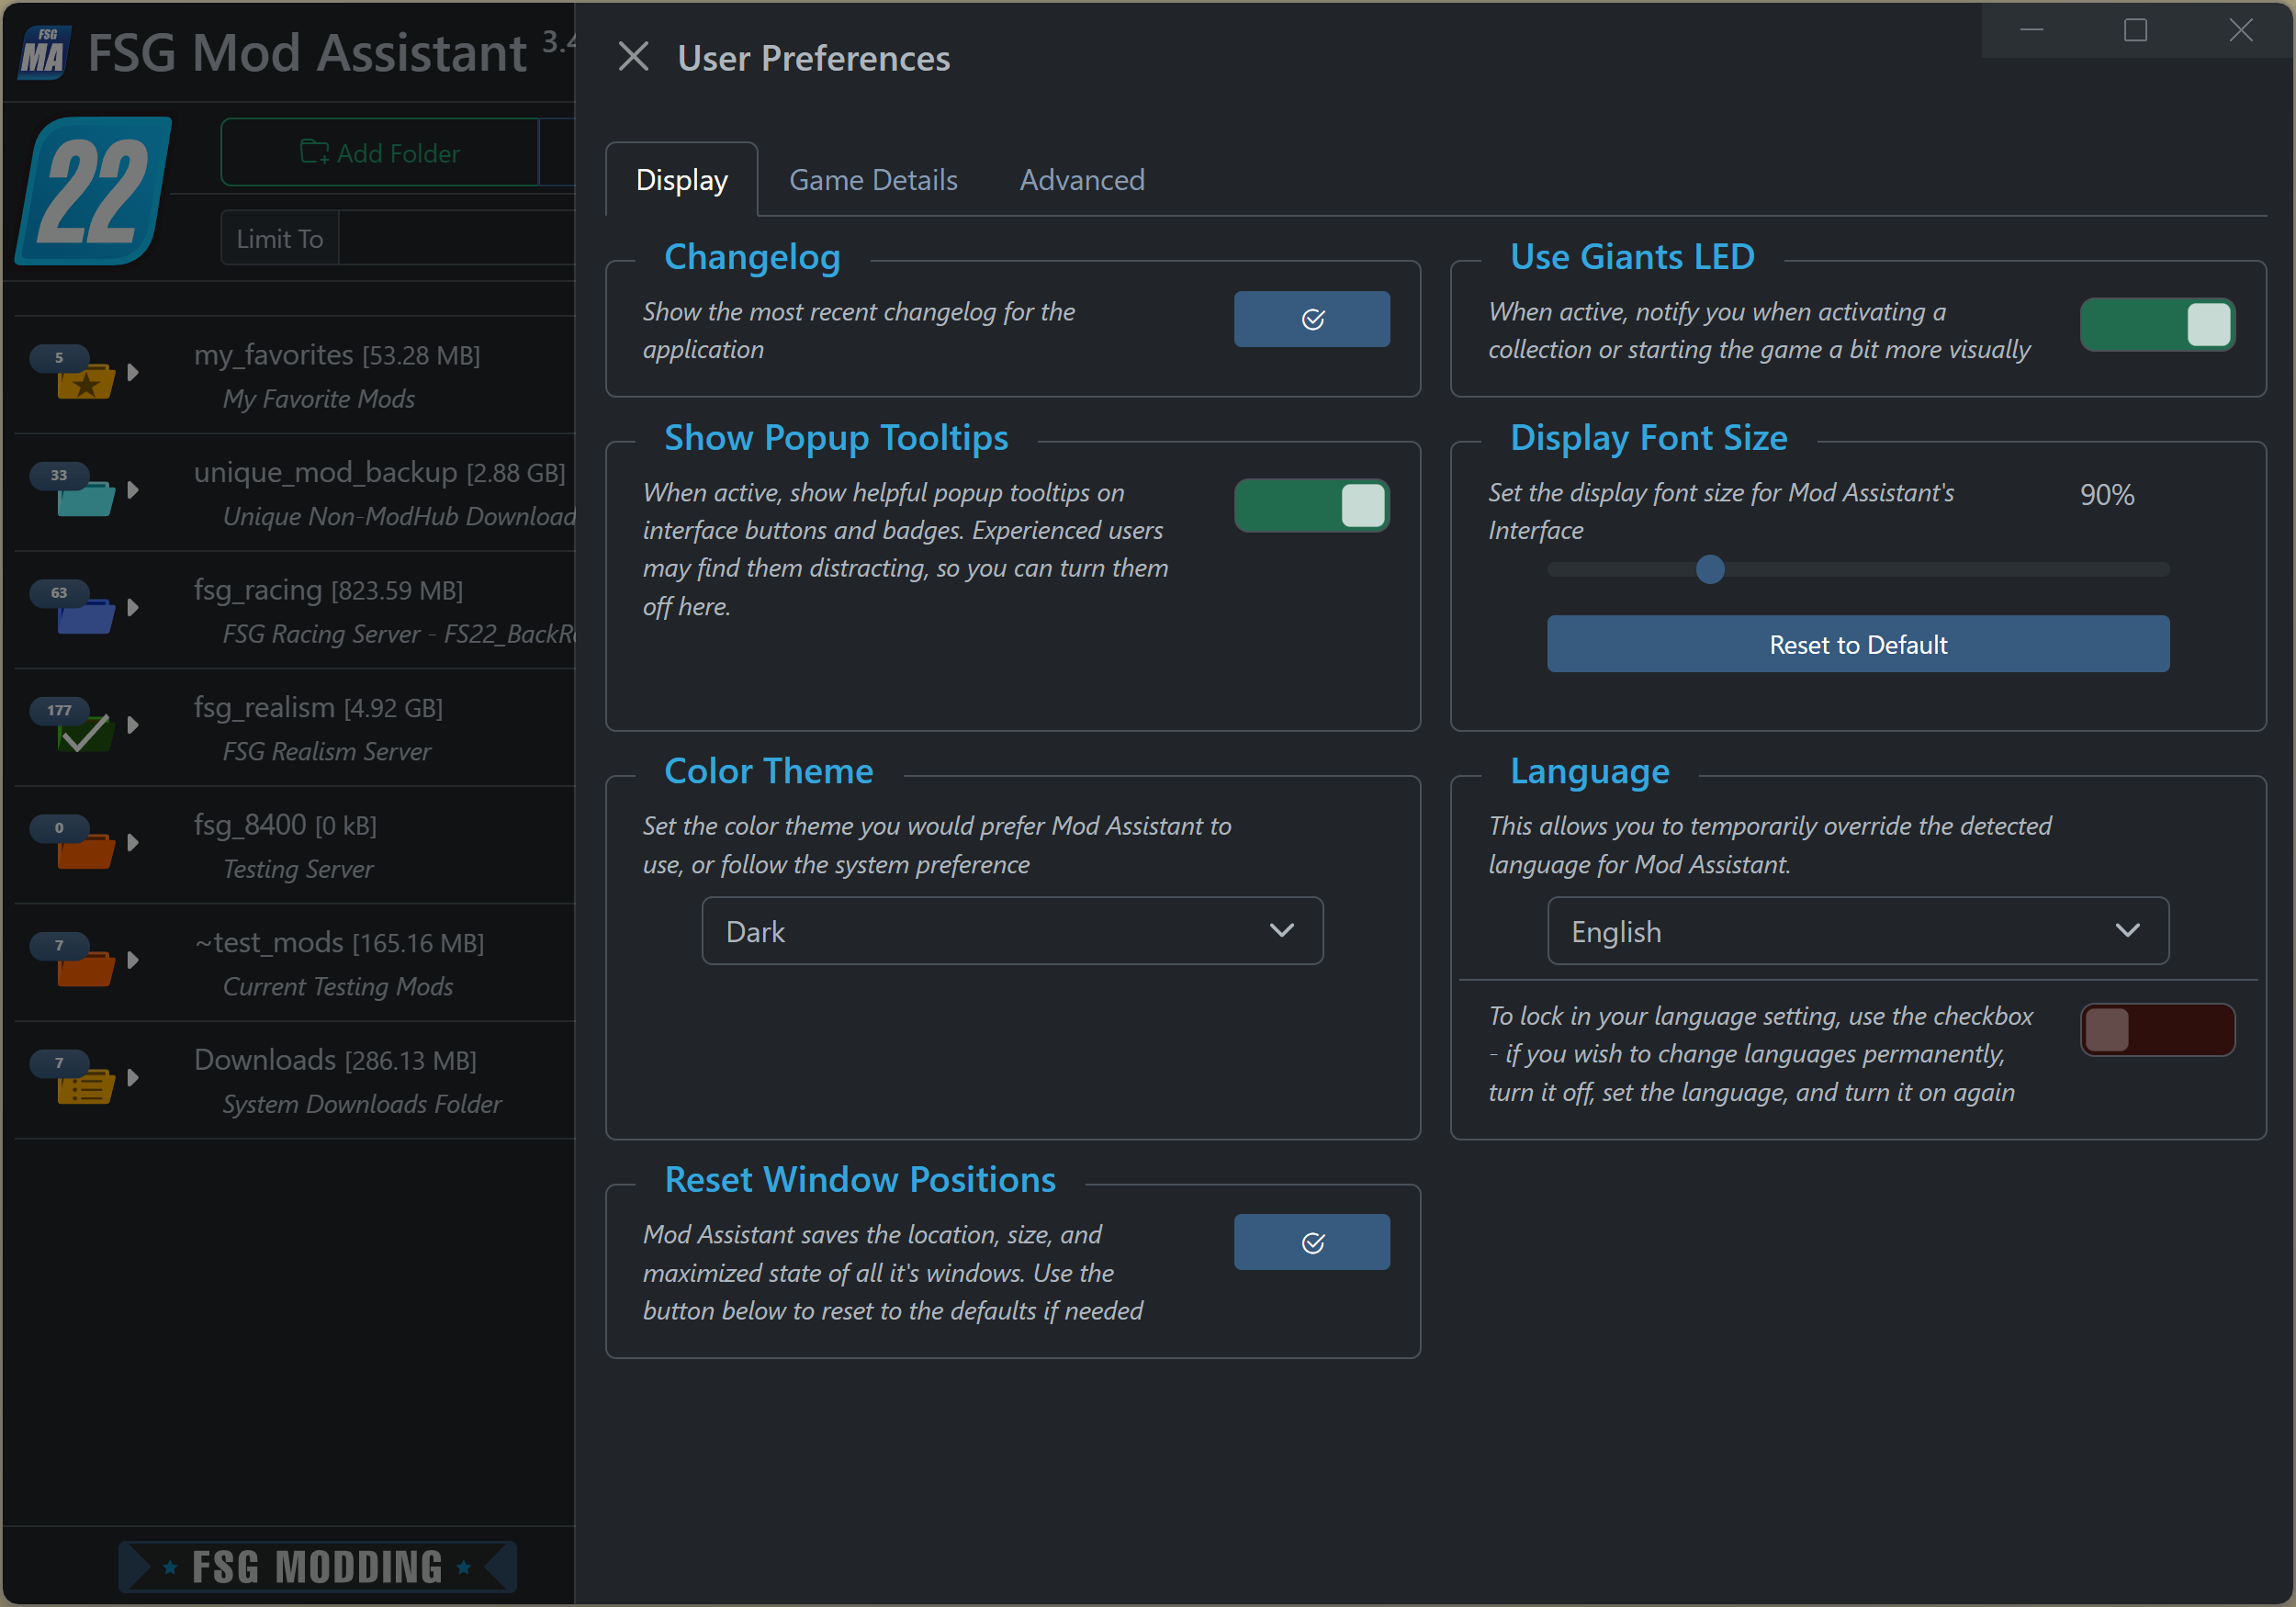 FSG
MA
FSG Mod Assistant 3.4
22
Add Folder
Limit To
5
my_favorites [53.28 MB]
My Favorite Mods
33
unique_mod_backup [2.88 GB]
Unique Non-ModHub Download
63
fsg_racing [823.59 MB]
FSG Racing Server - FS22_BackRo
177
fsg_realism [4.92 GB]
FSG Realism Server
0
fsg_8400 [0 kB]
Testing Server
7
~test_mods [165.16 MB]
Current Testing Mods
7
Downloads [286.13 MB]
System Downloads Folder
FSG MODDING
User Preferences
Display
Game Details
Advanced
Changelog
Show the most recent changelog for the
application
Use Giants LED
When active, notify you when activating a
collection or starting the game a bit more visually
Show Popup Tooltips
When active, show helpful popup tooltips on
interface buttons and badges. Experienced users
may find them distracting, so you can turn them
off here.
Display Font Size
Set the display font size for Mod Assistant's
Interface
90%
Reset to Default
Color Theme
Set the color theme you would prefer Mod Assistant to
use, or follow the system preference
Dark
Language
This allows you to temporarily override the detected
language for Mod Assistant.
English
To lock in your language setting, use the checkbox
- if you wish to change languages permanently,
turn it off, set the language, and turn it on again
Reset Window Positions
Mod Assistant saves the location, size, and
maximized state of all it's windows. Use the
button below to reset to the defaults if needed